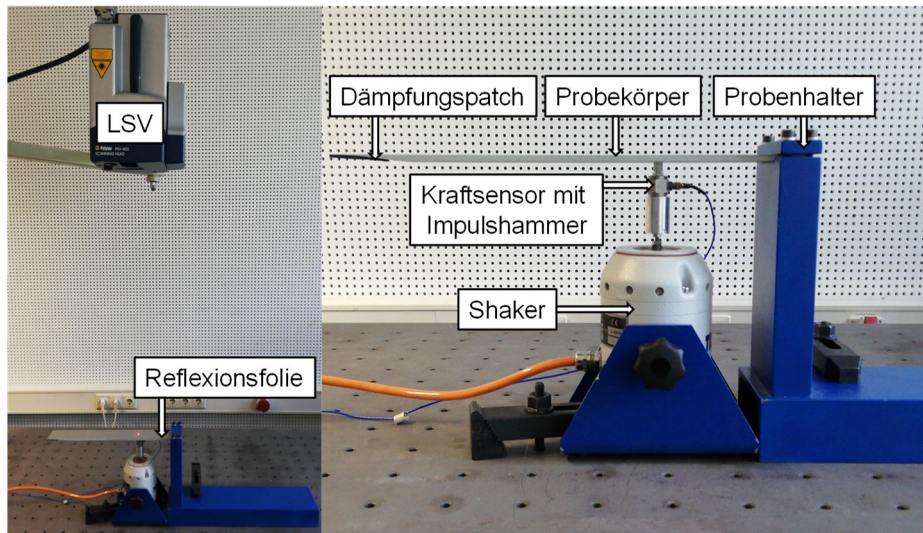 LSV
Reflexionsfolie
Dämpfungspatch
Probekörper
Probenhalter
Kraftsensor mit
Impulshammer
Shaker